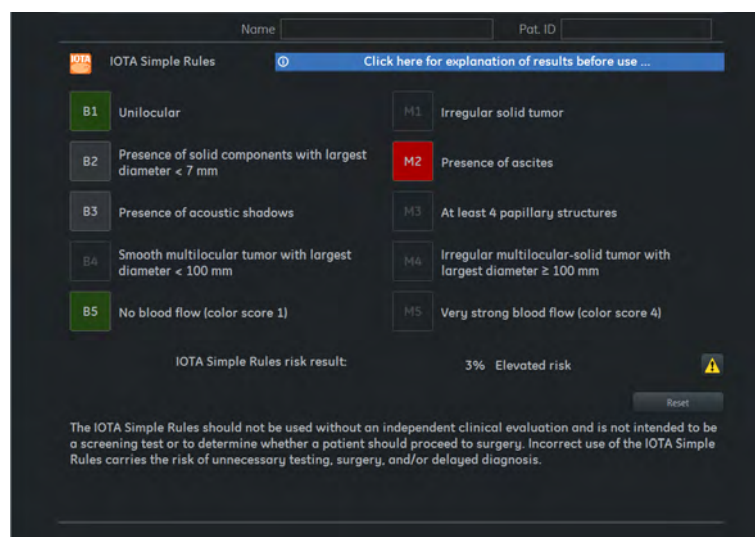 Name Pat. ID
IOTA IOTA Simple Rules Click here for explanation of results before use ...
B1 Unilocular
M1 Irregular solid tumor
B2 Presence of solid components with largest
diameter < 7 mm
M2 Presence of ascites
B3 Presence of acoustic shadows
M3 At least 4 papillary structures
B4 Smooth multilocular tumor with largest
diameter < 100 mm
M4 Irregular multilocular-solid tumor with
largest diameter ≥ 100 mm
B5 No blood flow (color score 1)
M5 Very strong blood flow (color score 4)
IOTA Simple Rules risk result: 3% Elevated risk
Reset
The IOTA Simple Rules should not be used without an independent clinical evaluation and is not intended to be
a screening test or to determine whether a patient should proceed to surgery. Incorrect use of the IOTA Simple
Rules carries the risk of unnecessary testing, surgery, and/or delayed diagnosis.